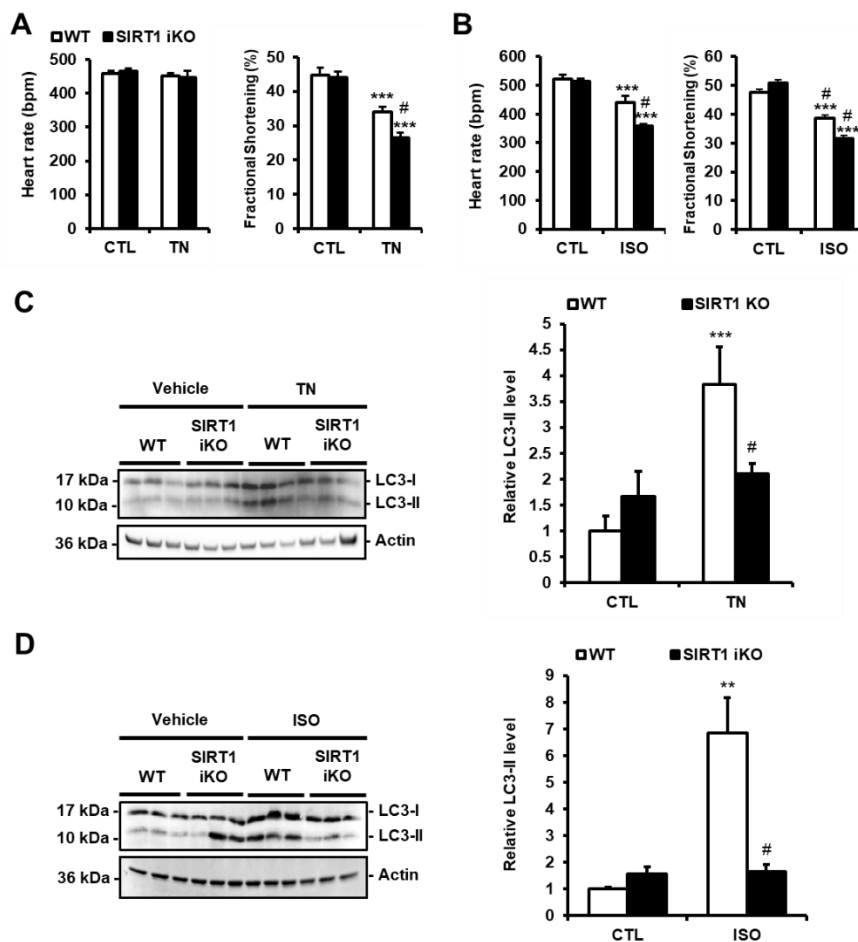 A
WT SIRT1 iKO
Heart rate (bpm)
500
400
300
200
100
0
CTL TN
Fractional Shortening (%)
50
40
30
20
10
0
***
#
***
CTL TN
B
Heart rate (bpm)
600
500
400
300
200
100
0
***
#
***
CTL ISO
Fractional Shortening (%)
60
50
40
30
20
10
0
#
***
#
***
CTL ISO
C
Vehicle TN
WT SIRT1 iKO WT SIRT1 iKO
17 kDa - - LC3-I
10 kDa - - LC3-II
36 kDa - - Actin
WT SIRT1 KO
Relative LC3-II level
5
4.5
4
3.5
3
2.5
2
1.5
1
0.5
0
***
#
CTL TN
D
Vehicle ISO
WT SIRT1 iKO WT SIRT1 iKO
17 kDa - - LC3-I
10 kDa - - LC3-II
36 kDa - - Actin
WT SIRT1 iKO
Relative LC3-II level
9
8
7
6
5
4
3
2
1
0
**
#
CTL ISO